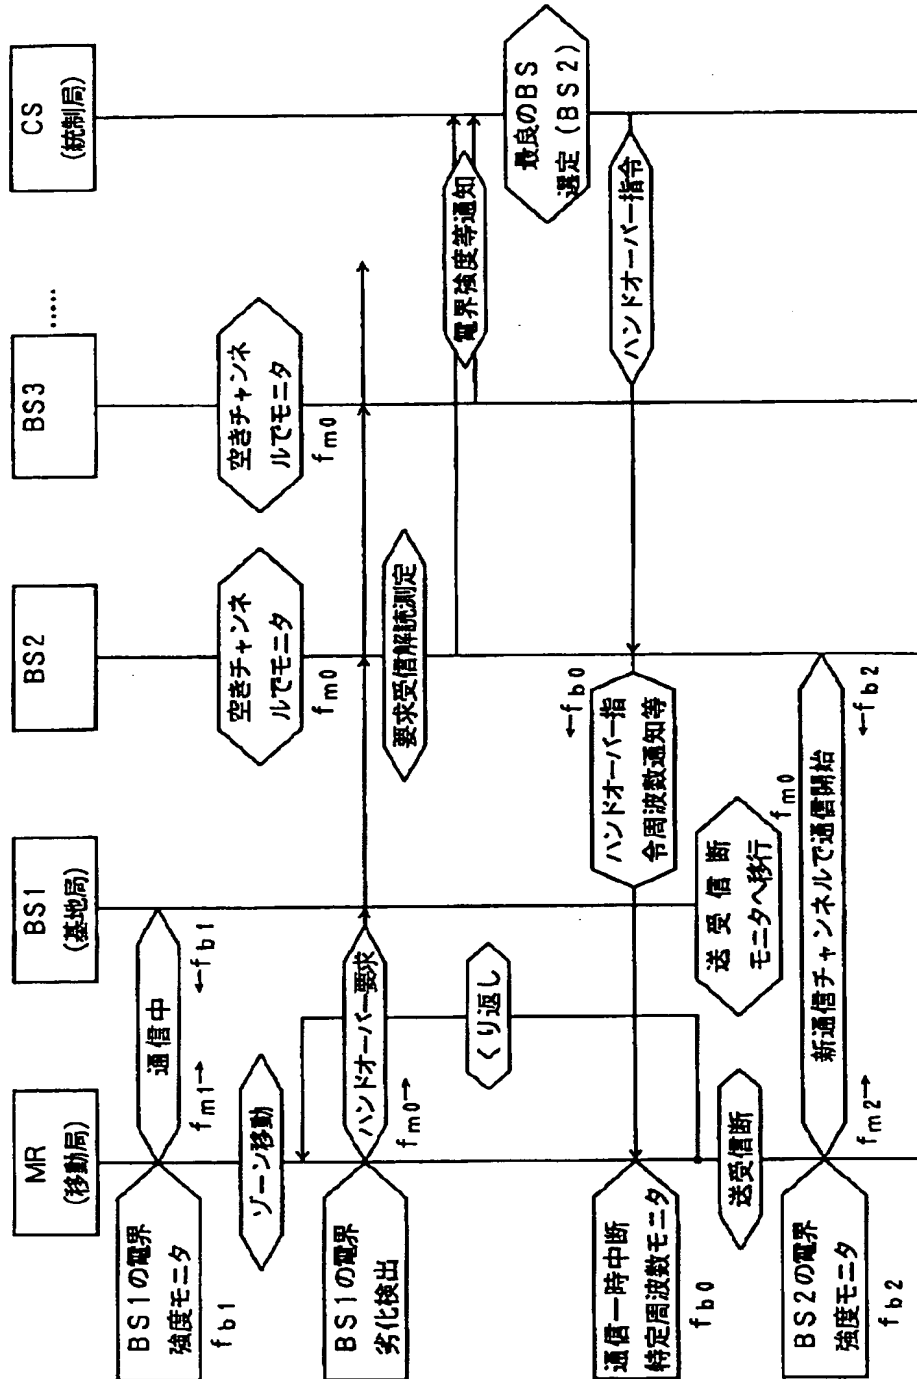 MR
(移動局)
BS1
(基地局)
BS2
BS3
.....
CS
(統制局)
BS1の電界
強度モニタ
fb1
通信中
fm1→
←fb1
空きチャンネ
ルでモニタ
fm0
空きチャンネ
ルでモニタ
fm0
ゾーン移動
BS1の電界
劣化検出
ハンドオーバー要求
fm0→
要求受信解読測定
電界強度等通知
くり返し
最良のBS
選定(BS2)
ハンドオーバー指令
通信一時中断
特定周波数モニタ
fb0
←fb0
ハンドオーバー指
令周波数通知等
送受信断
送受信断
モニタへ移行
fm0
BS2の電界
強度モニタ
fb2
新通信チャンネルで通信開始
fm2→
←fb2